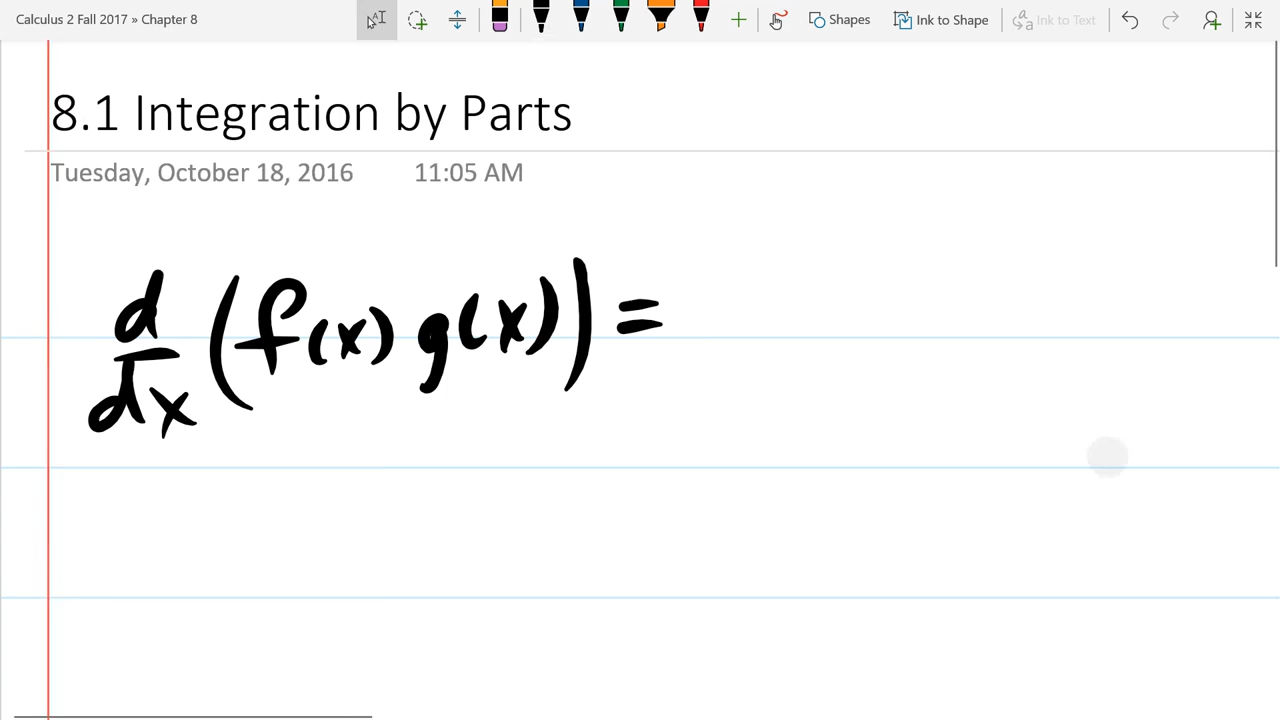 Calculus 2 Fall 2017 » Chapter 8
Shapes
Ink to Shape
Ink to Text
8.1 Integration by Parts
Tuesday, October 18, 2016 11:05 AM
d/dx (f(x) g(x)) =